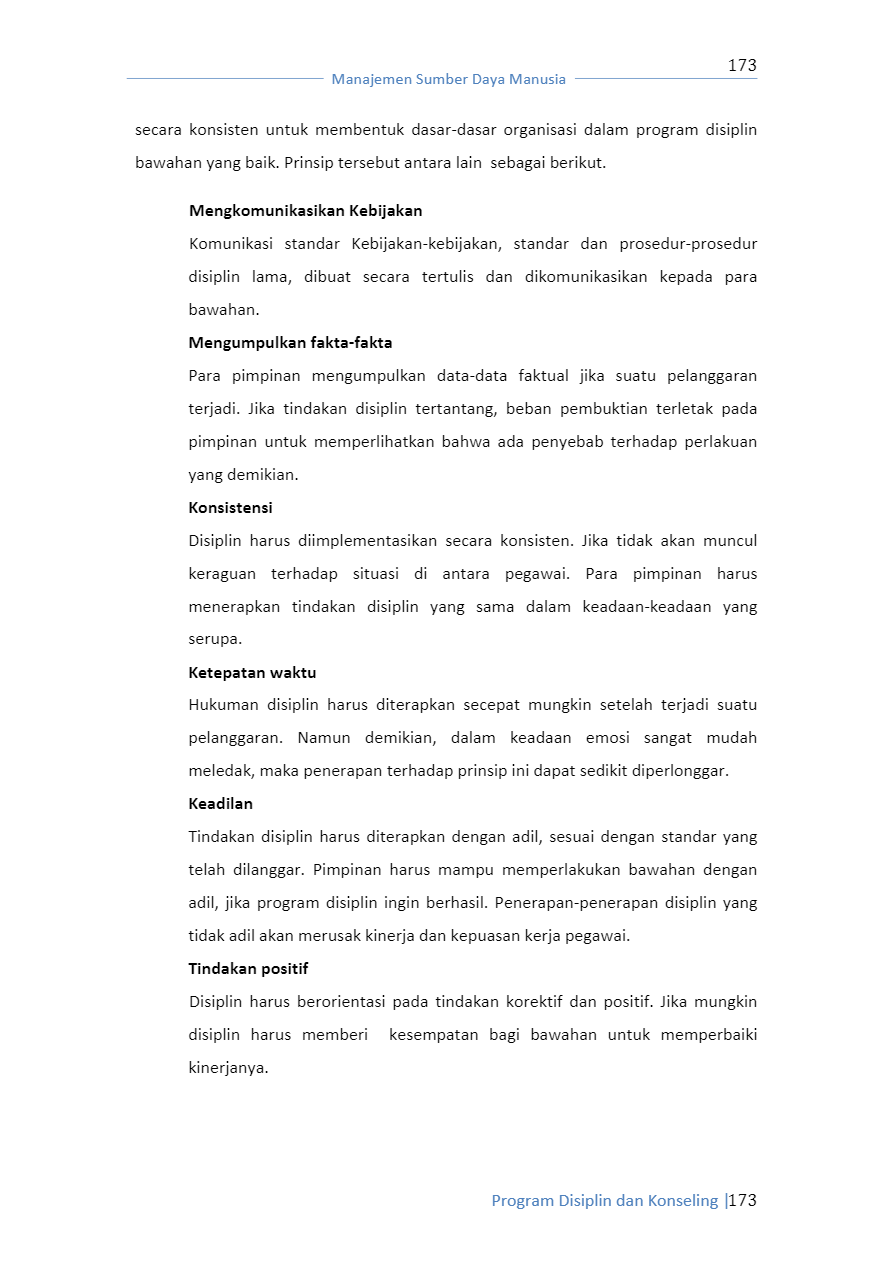 173
Manajemen Sumber Daya Manusia
secara konsisten untuk membentuk dasar-dasar organisasi dalam program disiplin
bawahan yang baik. Prinsip tersebut antara lain  sebagai berikut.
Mengkomunikasikan Kebijakan
Komunikasi standar Kebijakan-kebijakan, standar dan prosedur-prosedur
disiplin lama, dibuat secara tertulis dan dikomunikasikan kepada para
bawahan.
Mengumpulkan fakta-fakta
Para pimpinan mengumpulkan data-data faktual jika suatu pelanggaran
terjadi. Jika tindakan disiplin tertantang, beban pembuktian terletak pada
pimpinan untuk memperlihatkan bahwa ada penyebab terhadap perlakuan
yang demikian.
Konsistensi
Disiplin harus diimplementasikan secara konsisten. Jika tidak akan muncul
keraguan terhadap situasi di antara pegawai. Para pimpinan harus
menerapkan tindakan disiplin yang sama dalam keadaan-keadaan yang
serupa.
Ketepatan waktu
Hukuman disiplin harus diterapkan secepat mungkin setelah terjadi suatu
pelanggaran. Namun demikian, dalam keadaan emosi sangat mudah
meledak, maka penerapan terhadap prinsip ini dapat sedikit diperlonggar.
Keadilan
Tindakan disiplin harus diterapkan dengan adil, sesuai dengan standar yang
telah dilanggar. Pimpinan harus mampu memperlakukan bawahan dengan
adil, jika program disiplin ingin berhasil. Penerapan-penerapan disiplin yang
tidak adil akan merusak kinerja dan kepuasan kerja pegawai.
Tindakan positif
Disiplin harus berorientasi pada tindakan korektif dan positif. Jika mungkin
disiplin harus memberi  kesempatan bagi bawahan untuk memperbaiki
kinerjanya.
Program Disiplin dan Konseling |173